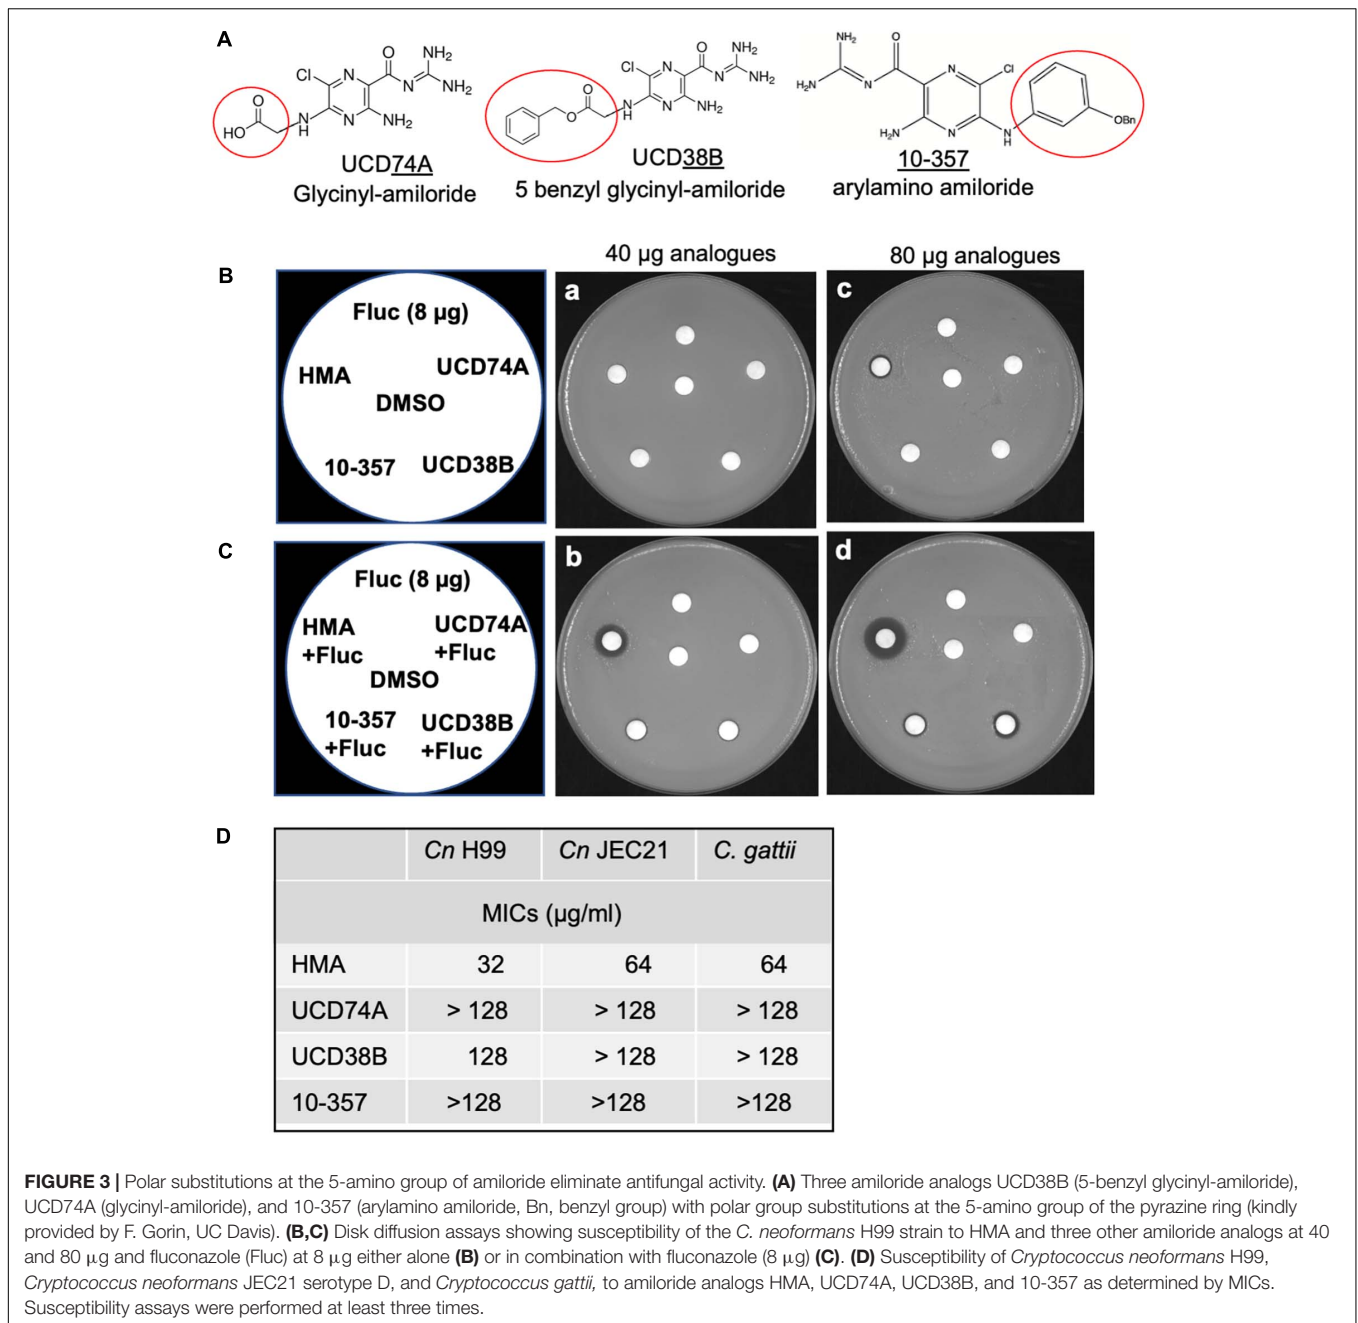 A
Cl
N
O
NH₂
N
NH₂
O
HO
N
H
N
NH₂
UCD74A
Glycinyl-amiloride
Cl
N
O
NH₂
N
NH₂
O
O
N
H
N
NH₂
UCD38B
5 benzyl glycinyl-amiloride
NH₂
O
H₂N
N
N
Cl
H₂N
N
N
H
OBn
10-357
arylamino amiloride
40 µg analogues
80 µg analogues
B
Fluc (8 µg)
HMA
UCD74A
DMSO
10-357
UCD38B
a
c
C
Fluc (8 µg)
HMA
+Fluc
UCD74A
+Fluc
DMSO
10-357
+Fluc
UCD38B
+Fluc
b
d
D
Cn H99 Cn JEC21 C. gattii
MICs (µg/ml)
HMA 32 64 64
UCD74A > 128 > 128 > 128
UCD38B 128 > 128 > 128
10-357 >128 >128 >128
FIGURE 3 | Polar substitutions at the 5-amino group of amiloride eliminate antifungal activity. (A) Three amiloride analogs UCD38B (5-benzyl glycinyl-amiloride),
UCD74A (glycinyl-amiloride), and 10-357 (arylamino amiloride, Bn, benzyl group) with polar group substitutions at the 5-amino group of the pyrazine ring (kindly
provided by F. Gorin, UC Davis). (B,C) Disk diffusion assays showing susceptibility of the C. neoformans H99 strain to HMA and three other amiloride analogs at 40
and 80 µg and fluconazole (Fluc) at 8 µg either alone (B) or in combination with fluconazole (8 µg) (C). (D) Susceptibility of Cryptococcus neoformans H99,
Cryptococcus neoformans JEC21 serotype D, and Cryptococcus gattii, to amiloride analogs HMA, UCD74A, UCD38B, and 10-357 as determined by MICs.
Susceptibility assays were performed at least three times.